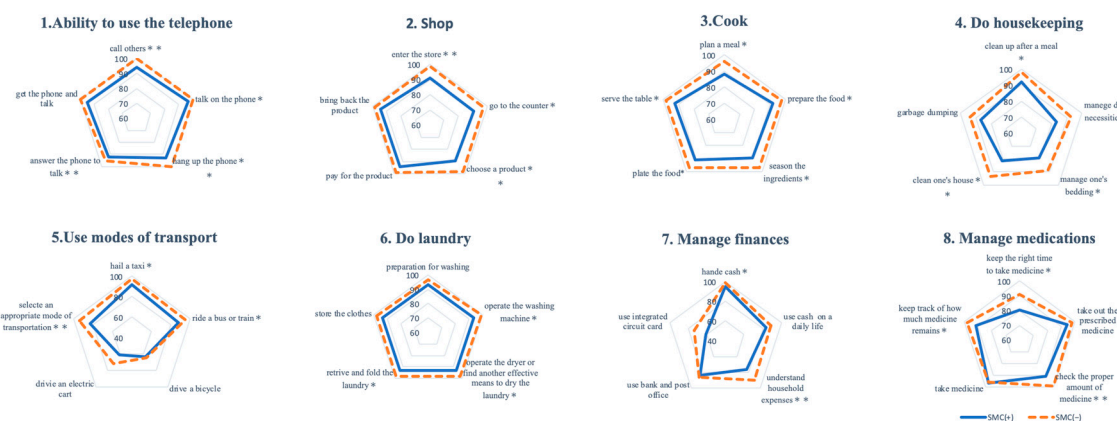 1.Ability to use the telephone
call others * *
100
90
80
70
60
get the phone and
talk
talk on the phone *
answer the phone to
talk * *
hang up the phone *
*
2. Shop
enter the store * *
100
90
80
70
60
bring back the
product
go to the counter *
pay for the product
choose a product *
*
3.Cook
plan a meal *
100
90
80
70
60
serve the table *
prepare the food *
plate the food*
season the
ingredients *
4. Do housekeeping
clean up after a meal
*
100
90
80
70
60
garbage dumping
manege d
necessitie
clean one's house *
*
manage one's
bedding *
5.Use modes of transport
hail a taxi *
100
80
60
40
selecte an
appropriate mode of
transportation * *
ride a bus or train *
drivie an electric
cart
drive a bicycle
6. Do laundry
preparation for washing
100
90
80
70
60
store the clothes
operate the washing
machine *
retrive and fold the
laundry *
operate the dryer or
find another effective
means to dry the
laundry *
7. Manage finances
hande cash *
100
80
60
40
use integrated
circuit card
use cash on a
daily life
use bank and post
office
understand
household
expenses * *
8. Manage medications
keep the right time
to take medicine *
100
90
80
70
60
keep track of how
much medicine
remains *
take out the
prescribed
medicine
take medicine
check the proper
amount of
medicine * *
SMC(+)
SMC(−)